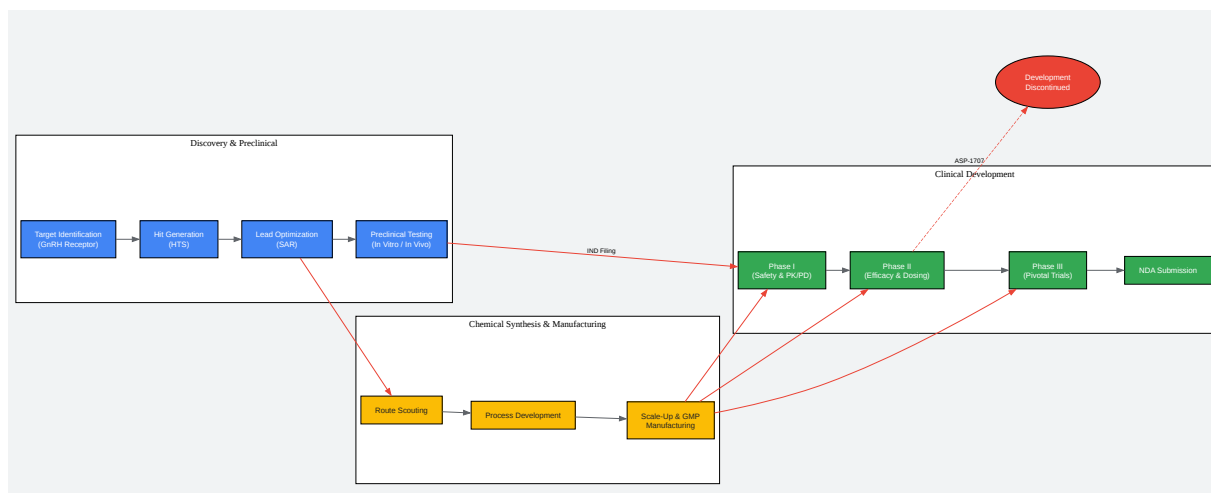 Development
Discontinued
Discovery & Preclinical
ASP-1707
Clinical Development
Target Identification
(GnRH Receptor)
Hit Generation
(HTS)
Lead Optimization
(SAR)
Preclinical Testing
(In Vitro / In Vivo)
IND Filing
Phase I
(Safety & PK/PD)
Phase II
(Efficacy & Dosing)
Phase III
(Pivotal Trials)
NDA Submission
Chemical Synthesis & Manufacturing
Route Scouting
Process Development
Scale-Up & GMP
Manufacturing